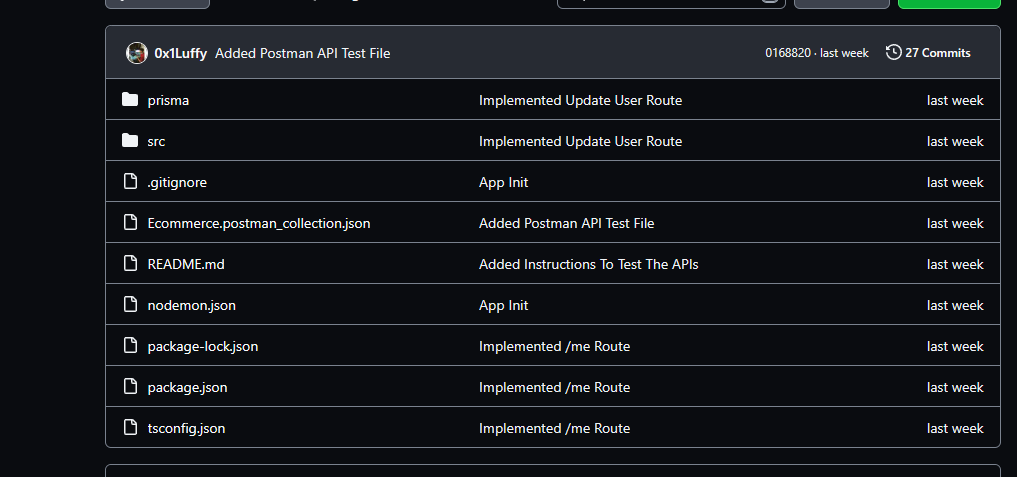 0x1Luffy Added Postman API Test File 0168820 · last week 27 Commits
prisma Implemented Update User Route last week
src Implemented Update User Route last week
.gitignore App Init last week
Ecommerce.postman_collection.json Added Postman API Test File last week
README.md Added Instructions To Test The APIs last week
nodemon.json App Init last week
package-lock.json Implemented /me Route last week
package.json Implemented /me Route last week
tsconfig.json Implemented /me Route last week